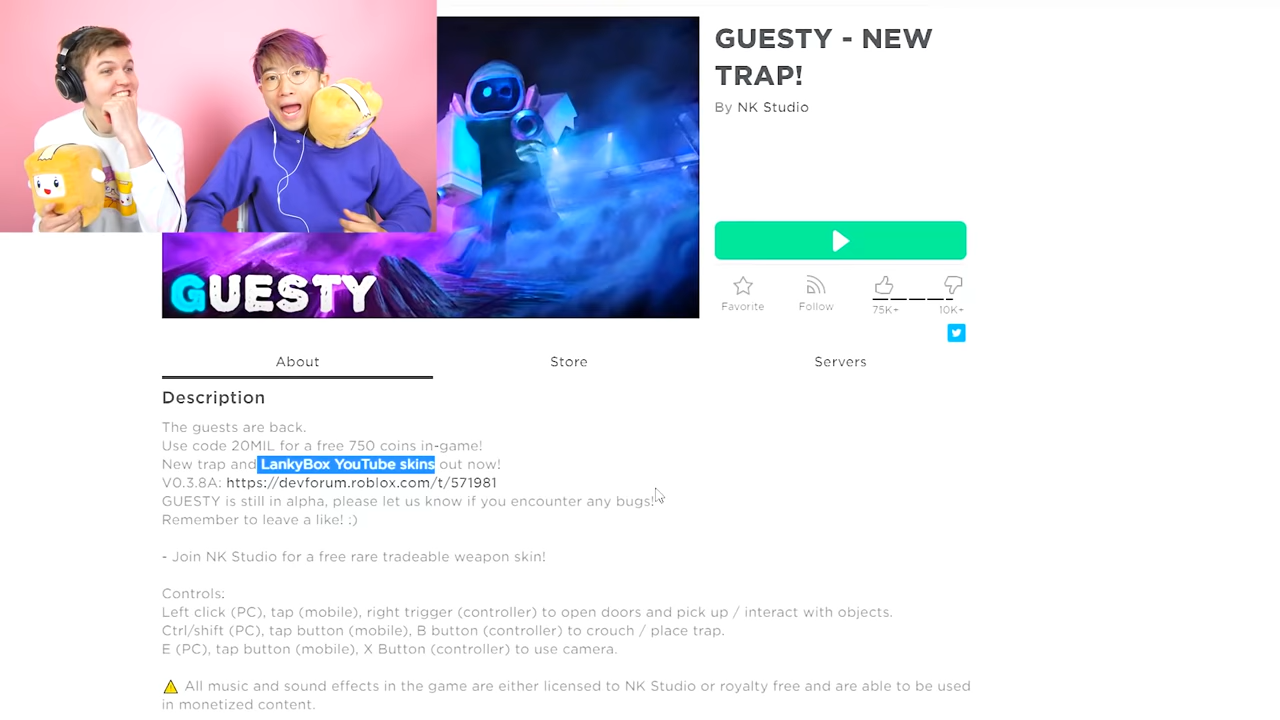 GUESTY - NEW
TRAP!
By NK Studio
GUESTY
Favorite
Follow
75K+
10K+
About
Store
Servers
Description
The guests are back.
Use code 20MIL for a free 750 coins in-game!
New trap and LankyBox YouTube skins out now!
V0.3.8A: https://devforum.roblox.com/t/571981
GUESTY is still in alpha, please let us know if you encounter any bugs!
Remember to leave a like! ;)
- Join NK Studio for a free rare tradeable weapon skin!
Controls:
Left click (PC), tap (mobile), right trigger (controller) to open doors and pick up / interact with objects.
Ctrl/shift (PC), tap button (mobile), B button (controller) to crouch / place trap.
E (PC), tap button (mobile), X Button (controller) to use camera.
⚠ All music and sound effects in the game are either licensed to NK Studio or royalty free and are able to be used
in monetized content.